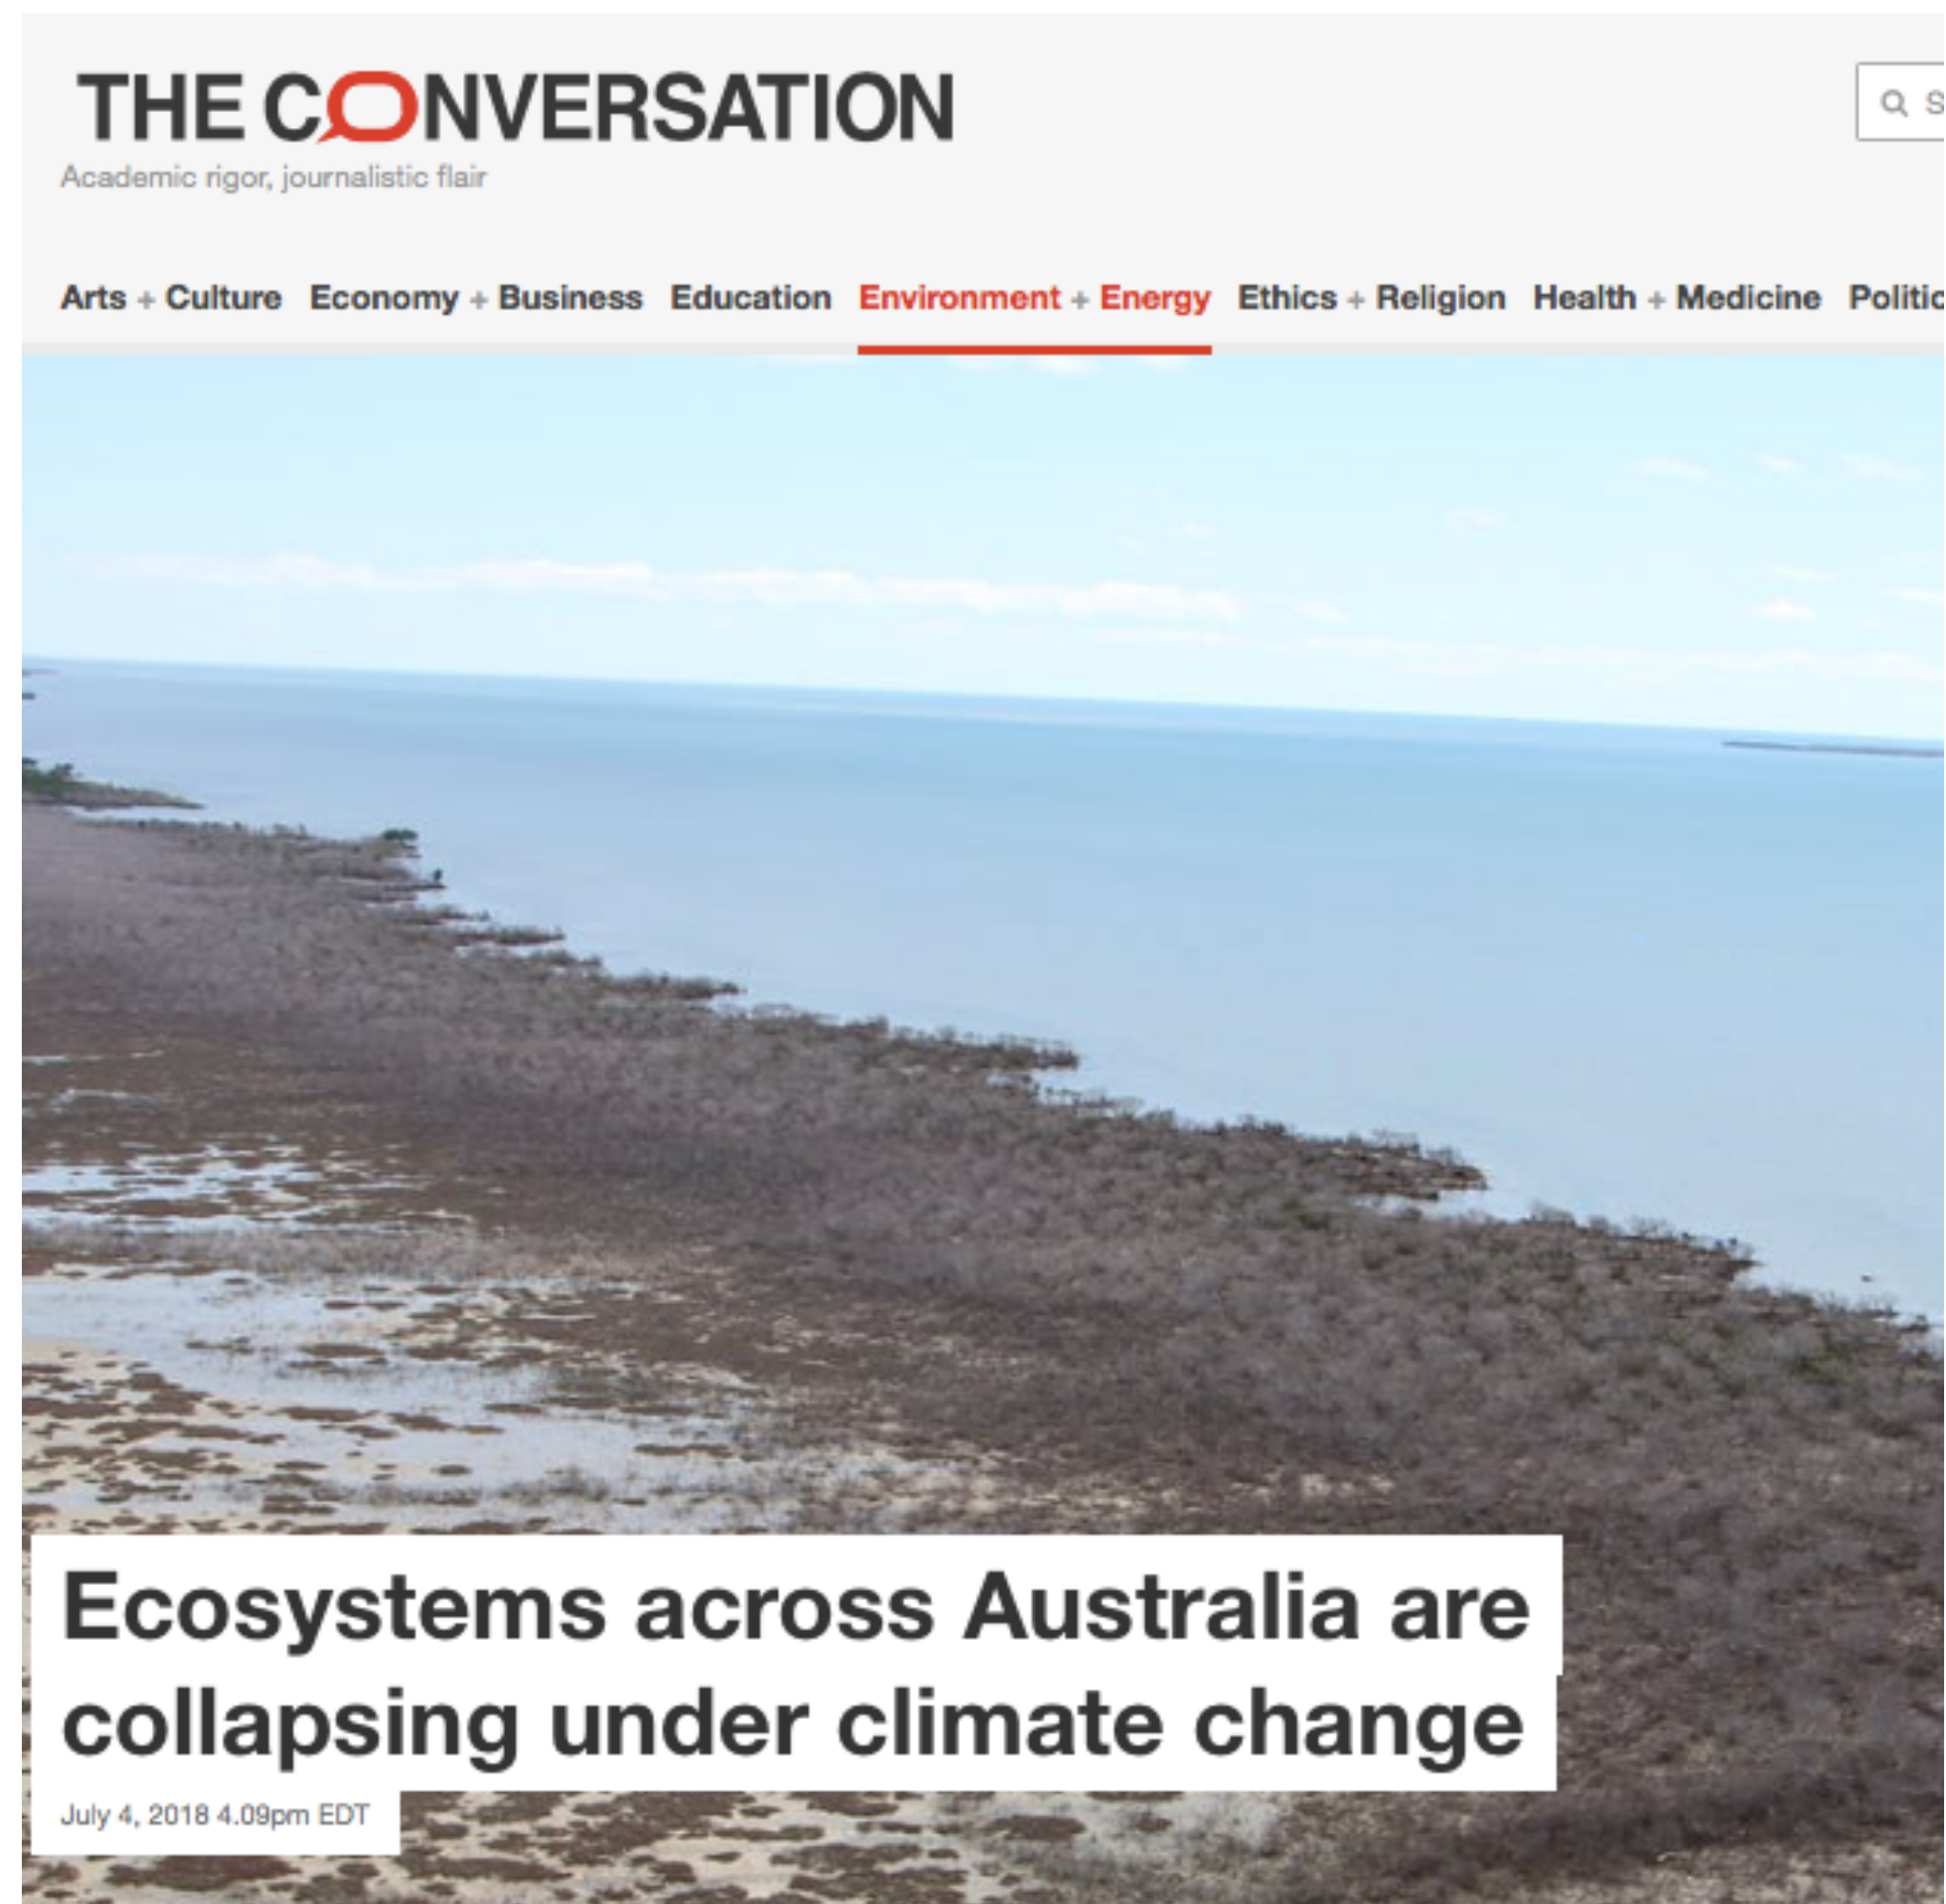 THE CONVERSATION
Academic rigor, journalistic flair
Arts + Culture Economy + Business Education Environment + Energy Ethics + Religion Health + Medicine
Ecosystems across Australia are
collapsing under climate change
July 4, 2018 4.09pm EDT